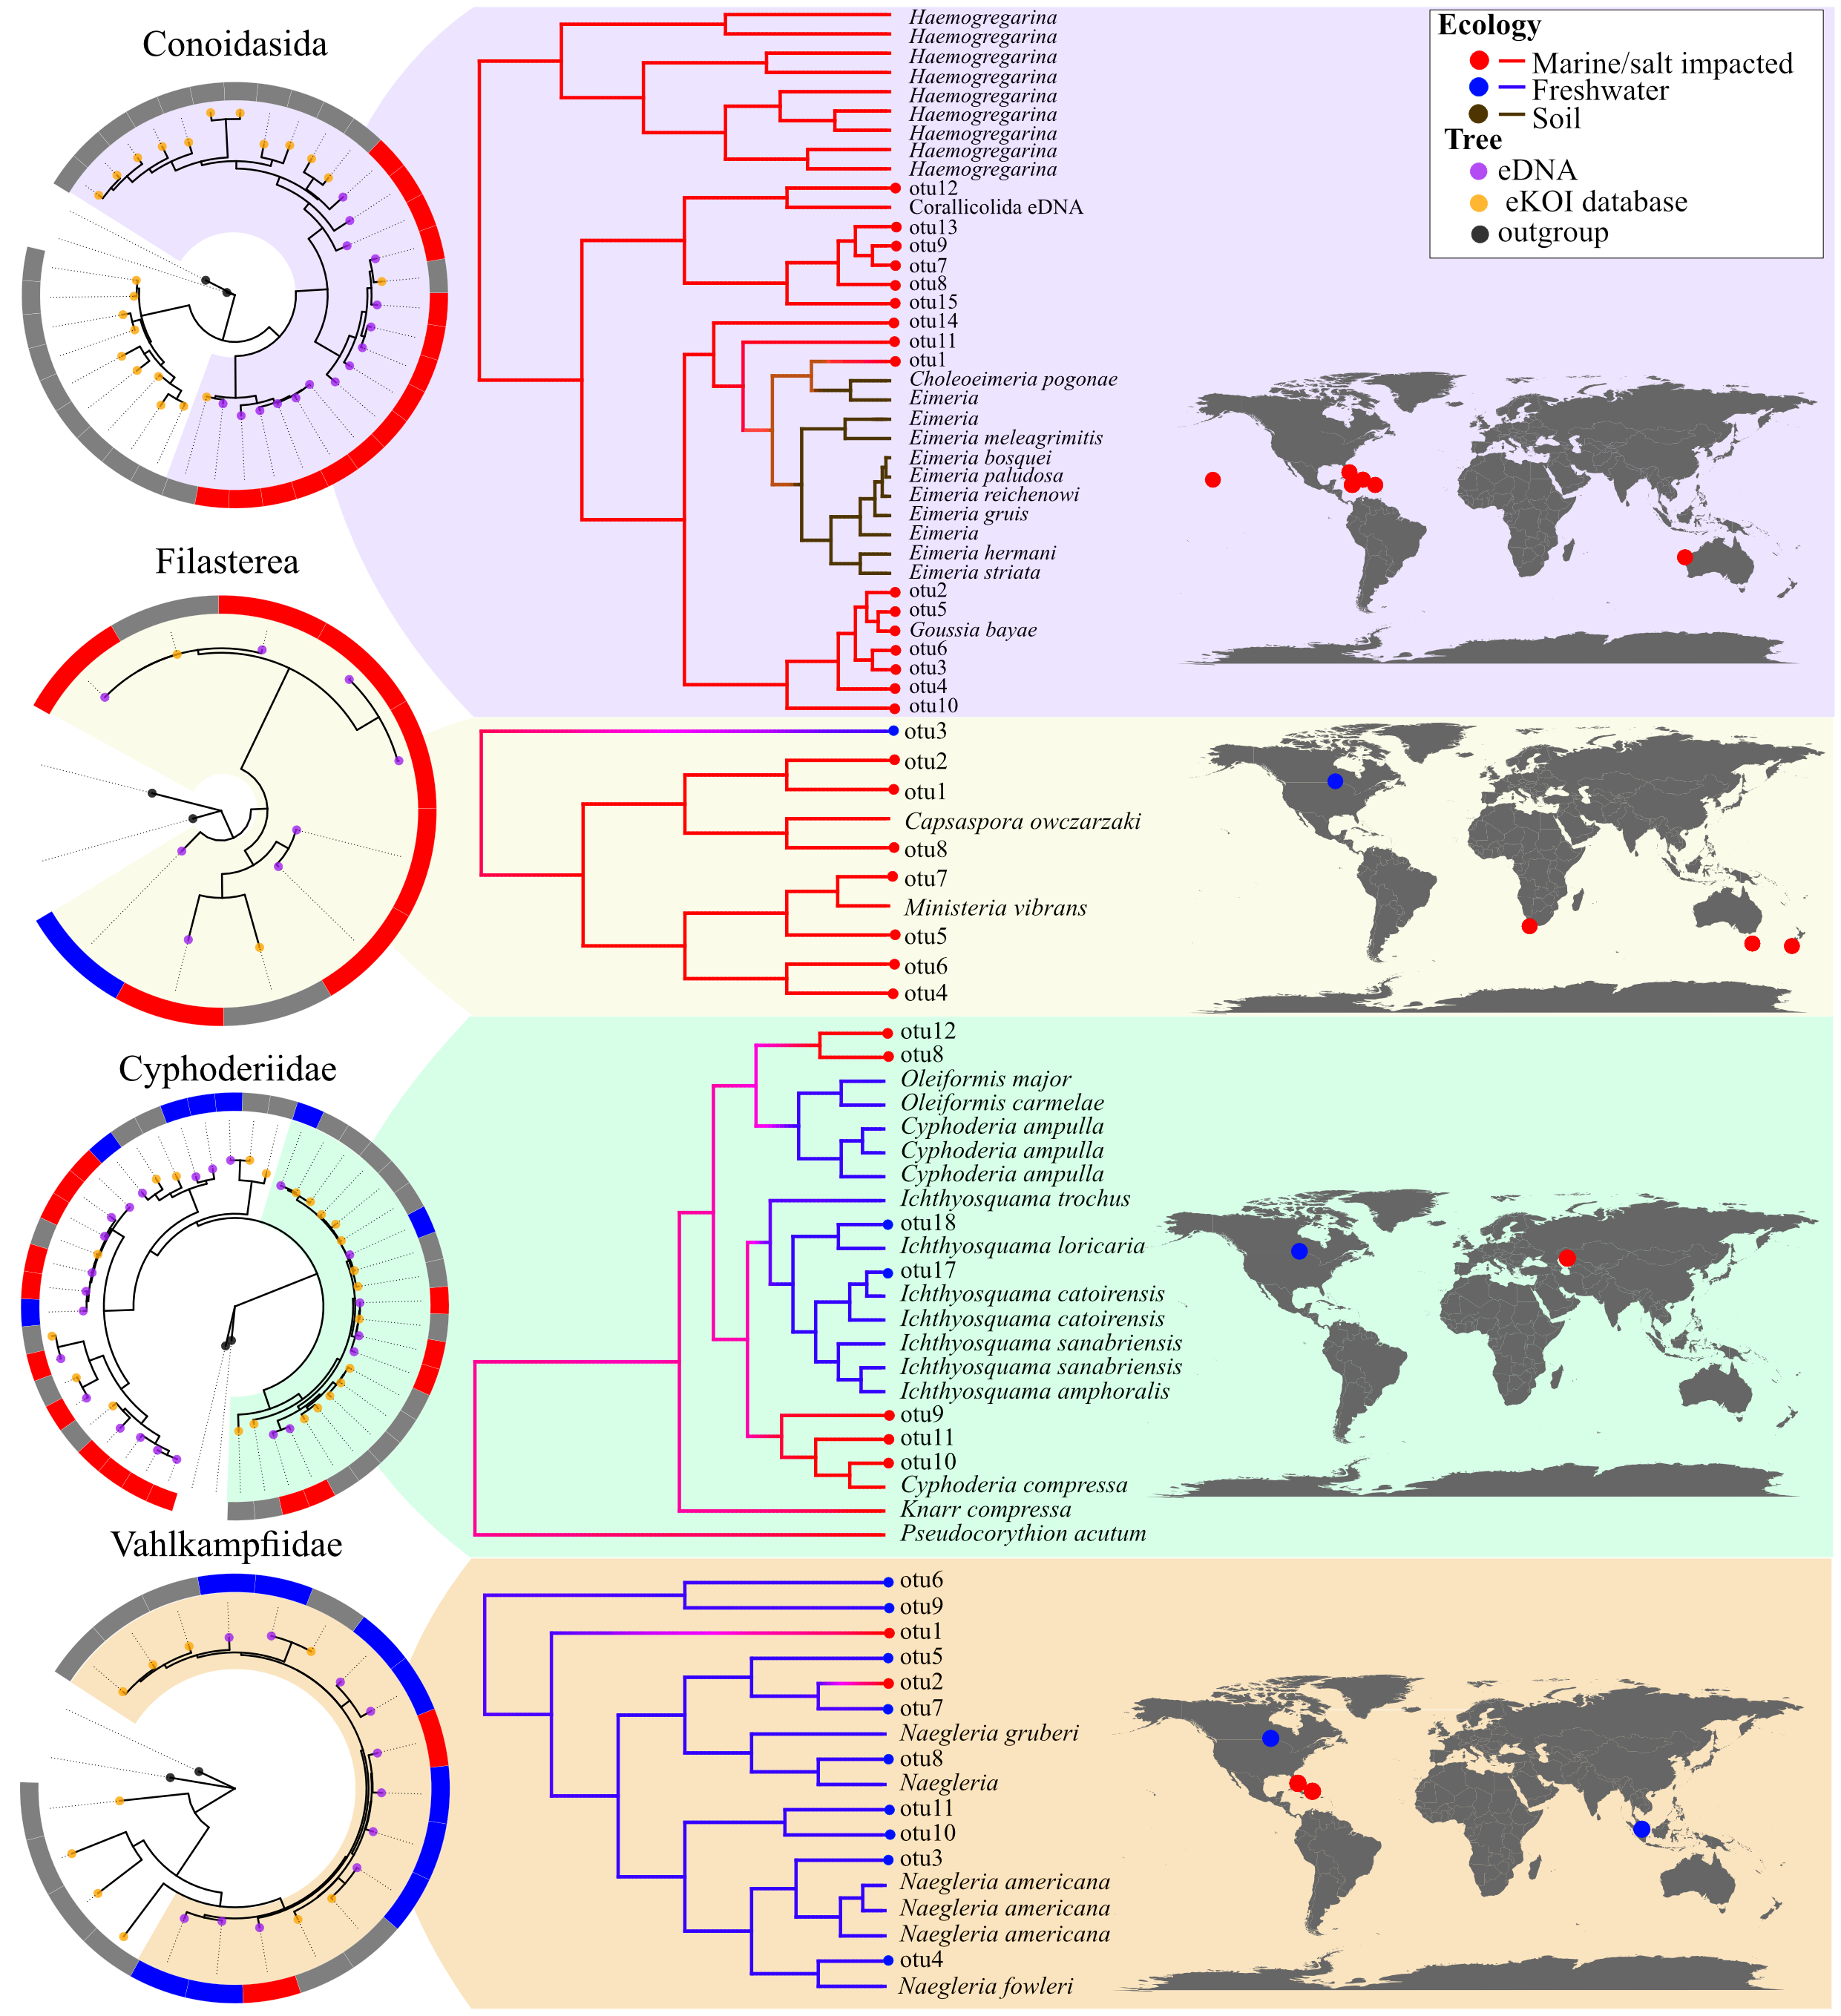 Conoidasida
Haemogregarina
Haemogregarina
Haemogregarina
Haemogregarina
Haemogregarina
Haemogregarina
Haemogregarina
Haemogregarina
Haemogregarina
otu12
Corallicolida eDNA
otu13
otu9
otu7
otu8
otu15
otu14
otu11
otu1
Choleoeimeria pogonae
Eimeria
Eimeria
Eimeria meleagrimitis
Eimeria bosquei
Eimeria paludosa
Eimeria reichenowi
Eimeria gruis
Eimeria
Eimeria hermani
Eimeria striata
otu2
otu5
Goussia bayae
otu6
otu3
otu4
otu10
Ecology
Marine/salt impacted
Freshwater
Soil
Tree
eDNA
eKOI database
outgroup
Filasterea
otu3
otu2
otu1
Capsaspora owczarzaki
otu8
otu7
Ministeria vibrans
otu5
otu6
otu4
Cyphoderiidae
otu12
otu8
Oleiformis major
Oleiformis carmelae
Cyphoderia ampulla
Cyphoderia ampulla
Cyphoderia ampulla
Ichthyosquama trochus
otu18
Ichthyosquama loricaria
otu17
Ichthyosquama catoirensis
Ichthyosquama catoirensis
Ichthyosquama sanabriensis
Ichthyosquama sanabriensis
Ichthyosquama amphoralis
otu9
otu11
otu10
Cyphoderia compressa
Knarr compressa
Pseudocorythion acutum
Vahlkampfiidae
otu6
otu9
otu1
otu5
otu2
otu7
Naegleria gruberi
otu8
Naegleria
otu11
otu10
otu3
Naegleria americana
Naegleria americana
Naegleria americana
otu4
Naegleria fowleri